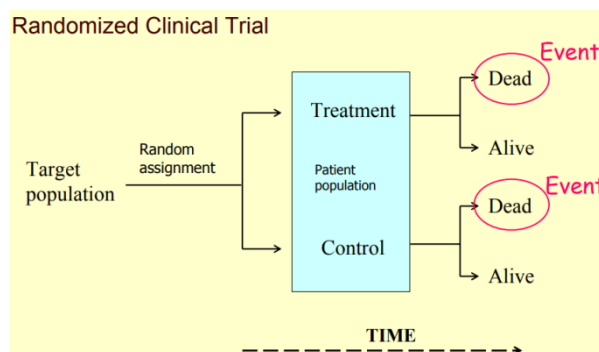 Randomized Clinical Trial
Event
Dead
Treatment
Random
assignment
Alive
Target
population
Patient
population
Event
Dead
Control
Alive
TIME